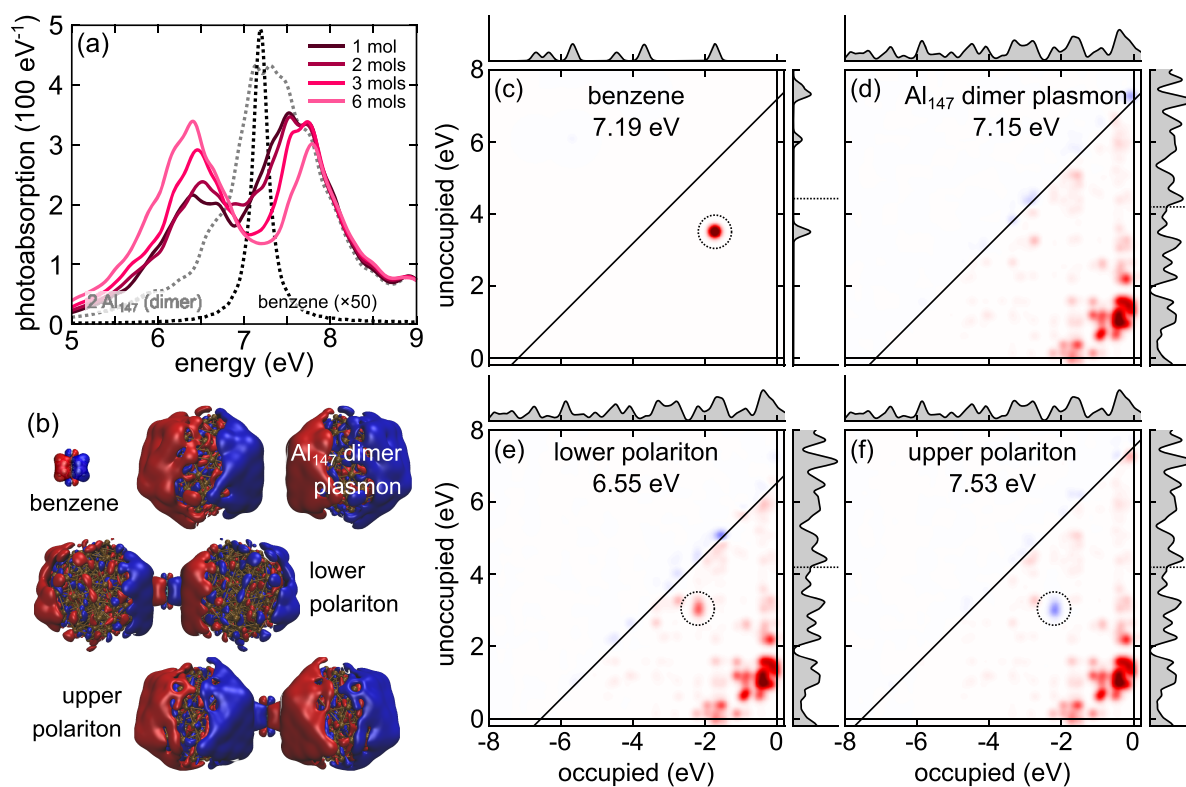 (a)
5
4
3
2
1
0
photoabsorption (100 eV⁻¹)
1 mol
2 mols
3 mols
6 mols
2 Al₁₄₇ (dimer)
benzene (×50)
5
6
7
8
9
energy (eV)
(b)
benzene
Al₁₄₇ dimer
plasmon
lower
polariton
upper
polariton
(c)
benzene
7.19 eV
8
6
4
2
0
unoccupied (eV)
(d)
Al₁₄₇ dimer plasmon
7.15 eV
(e)
lower polariton
6.55 eV
8
6
4
2
0
unoccupied (eV)
-8
-6
-4
-2
0
occupied (eV)
(f)
upper polariton
7.53 eV
-8
-6
-4
-2
0
occupied (eV)